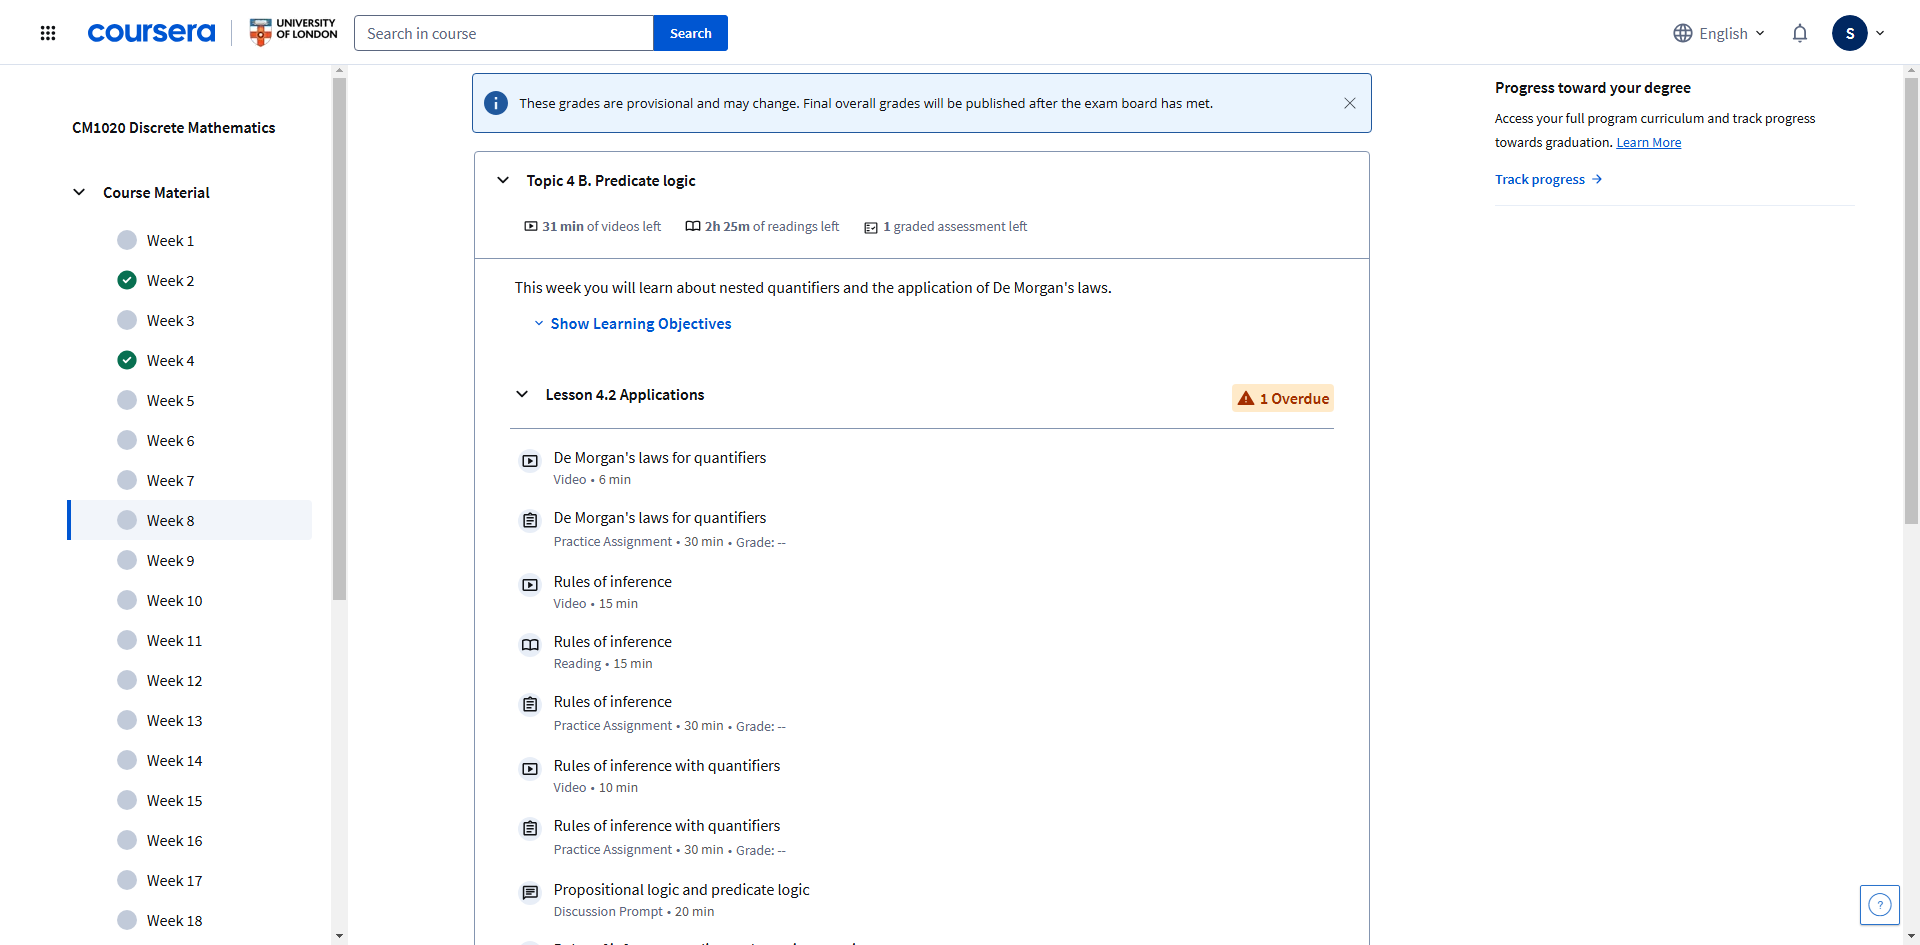 coursera
UNIVERSITY
OF LONDON
Search in course
Search
English
S
CM1020 Discrete Mathematics
Course Material
Week 1
Week 2
Week 3
Week 4
Week 5
Week 6
Week 7
Week 8
Week 9
Week 10
Week 11
Week 12
Week 13
Week 14
Week 15
Week 16
Week 17
Week 18
These grades are provisional and may change. Final overall grades will be published after the exam board has met.
Topic 4 B. Predicate logic
31 min of videos left
2h 25m of readings left
1 graded assessment left
This week you will learn about nested quantifiers and the application of De Morgan's laws.
Show Learning Objectives
Lesson 4.2 Applications
1 Overdue
De Morgan's laws for quantifiers
Video • 6 min
De Morgan's laws for quantifiers
Practice Assignment • 30 min • Grade: --
Rules of inference
Video • 15 min
Rules of inference
Reading • 15 min
Rules of inference
Practice Assignment • 30 min • Grade: --
Rules of inference with quantifiers
Video • 10 min
Rules of inference with quantifiers
Practice Assignment • 30 min • Grade: --
Propositional logic and predicate logic
Discussion Prompt • 20 min
Progress toward your degree
Access your full program curriculum and track progress
towards graduation. Learn More
Track progress →
?